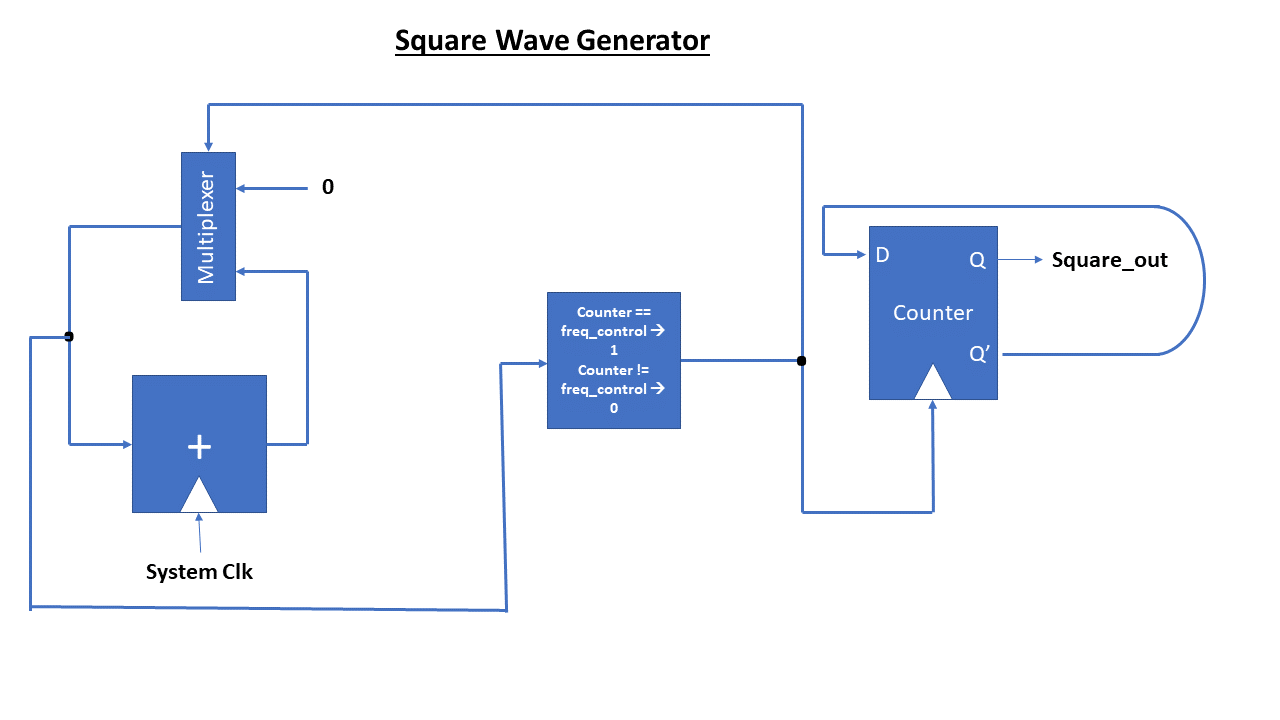 Square Wave Generator
Multiplexer
0
+
System Clk
Counter ==
freq_control →
1
Counter !=
freq_control →
0
D
Q
Square_out
Counter
Q’